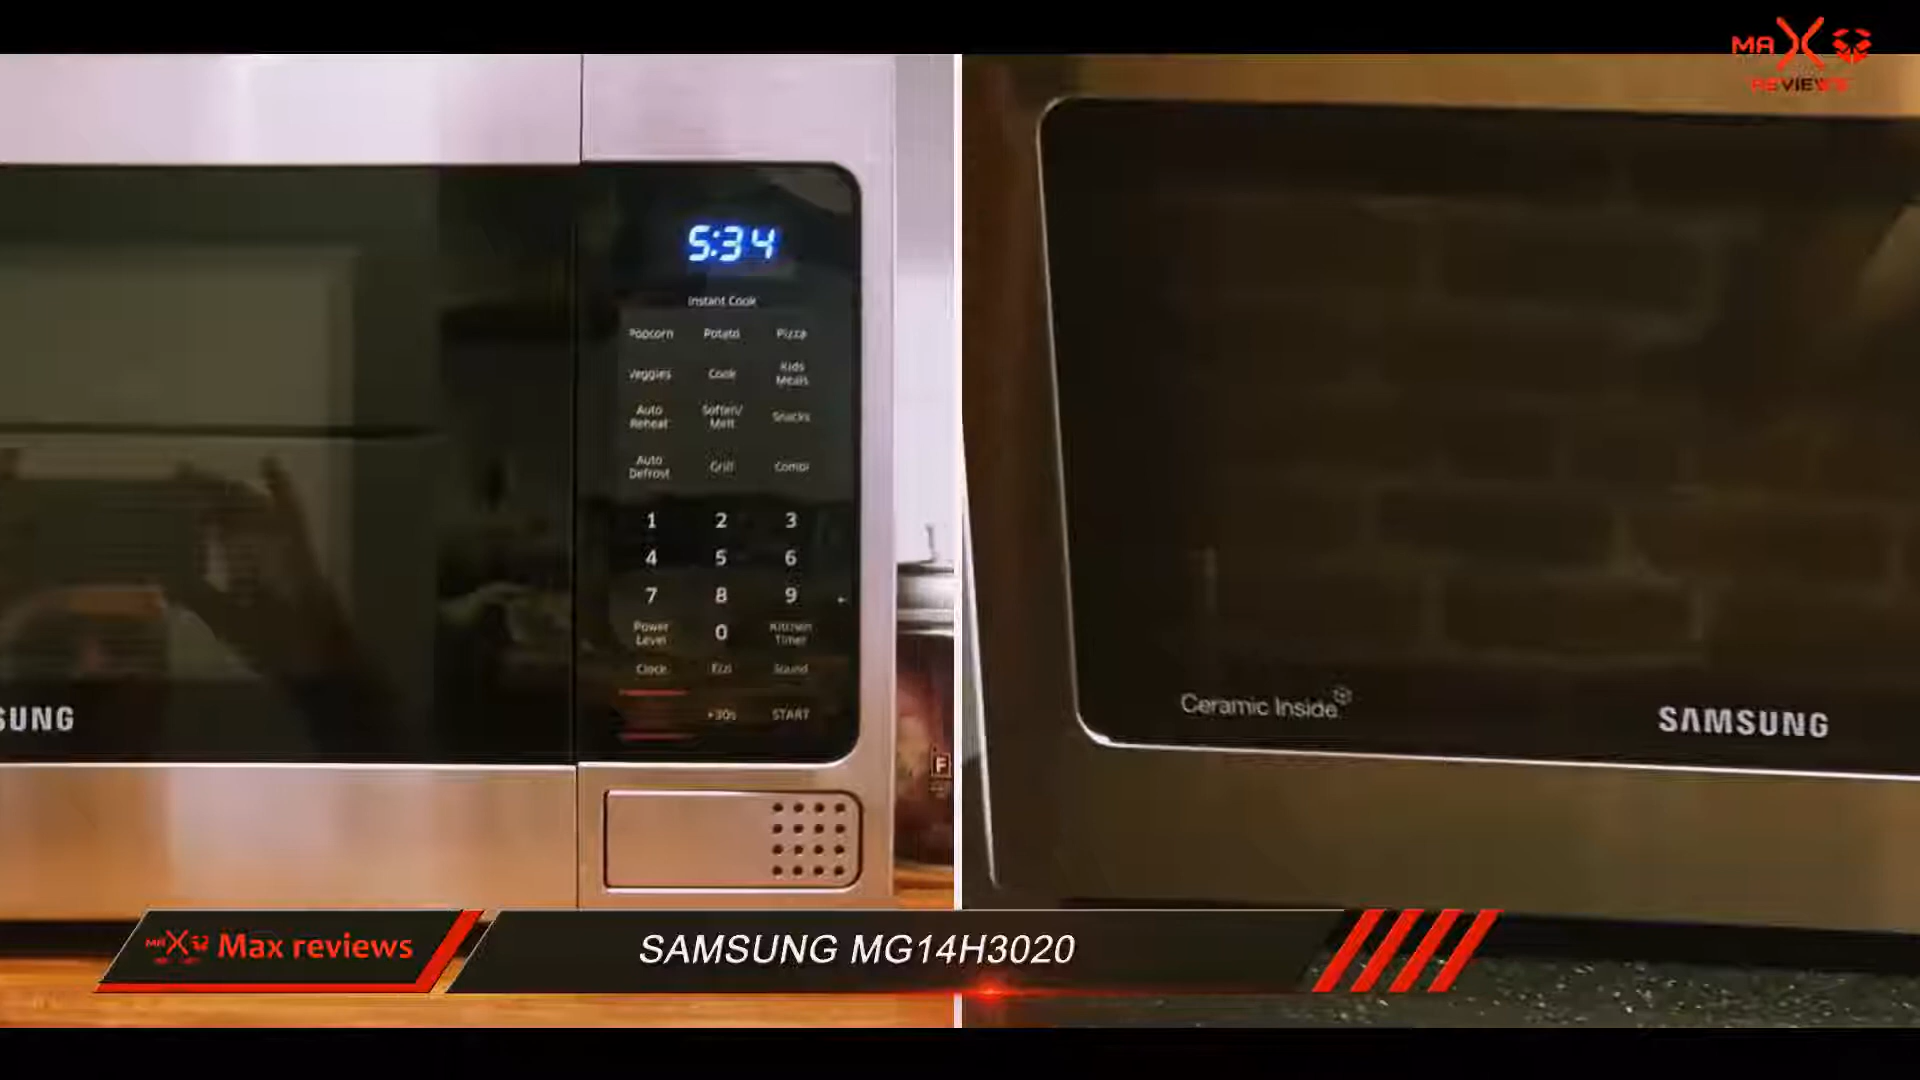 MAX
REVIEWS
5:34
Instant Cook
Popcorn Potato Pizza
Veggies Cook Kids Meals
Auto Reheat Soften/ Melt Snacks
Auto Defrost Grill Combi
1 2 3
4 5 6
7 8 9
Power Level 0 Kitchen Timer
Clock Eco Sound
+30s START
SUNG
Ceramic Inside
SAMSUNG
F
MAX Max reviews
SAMSUNG MG14H3020